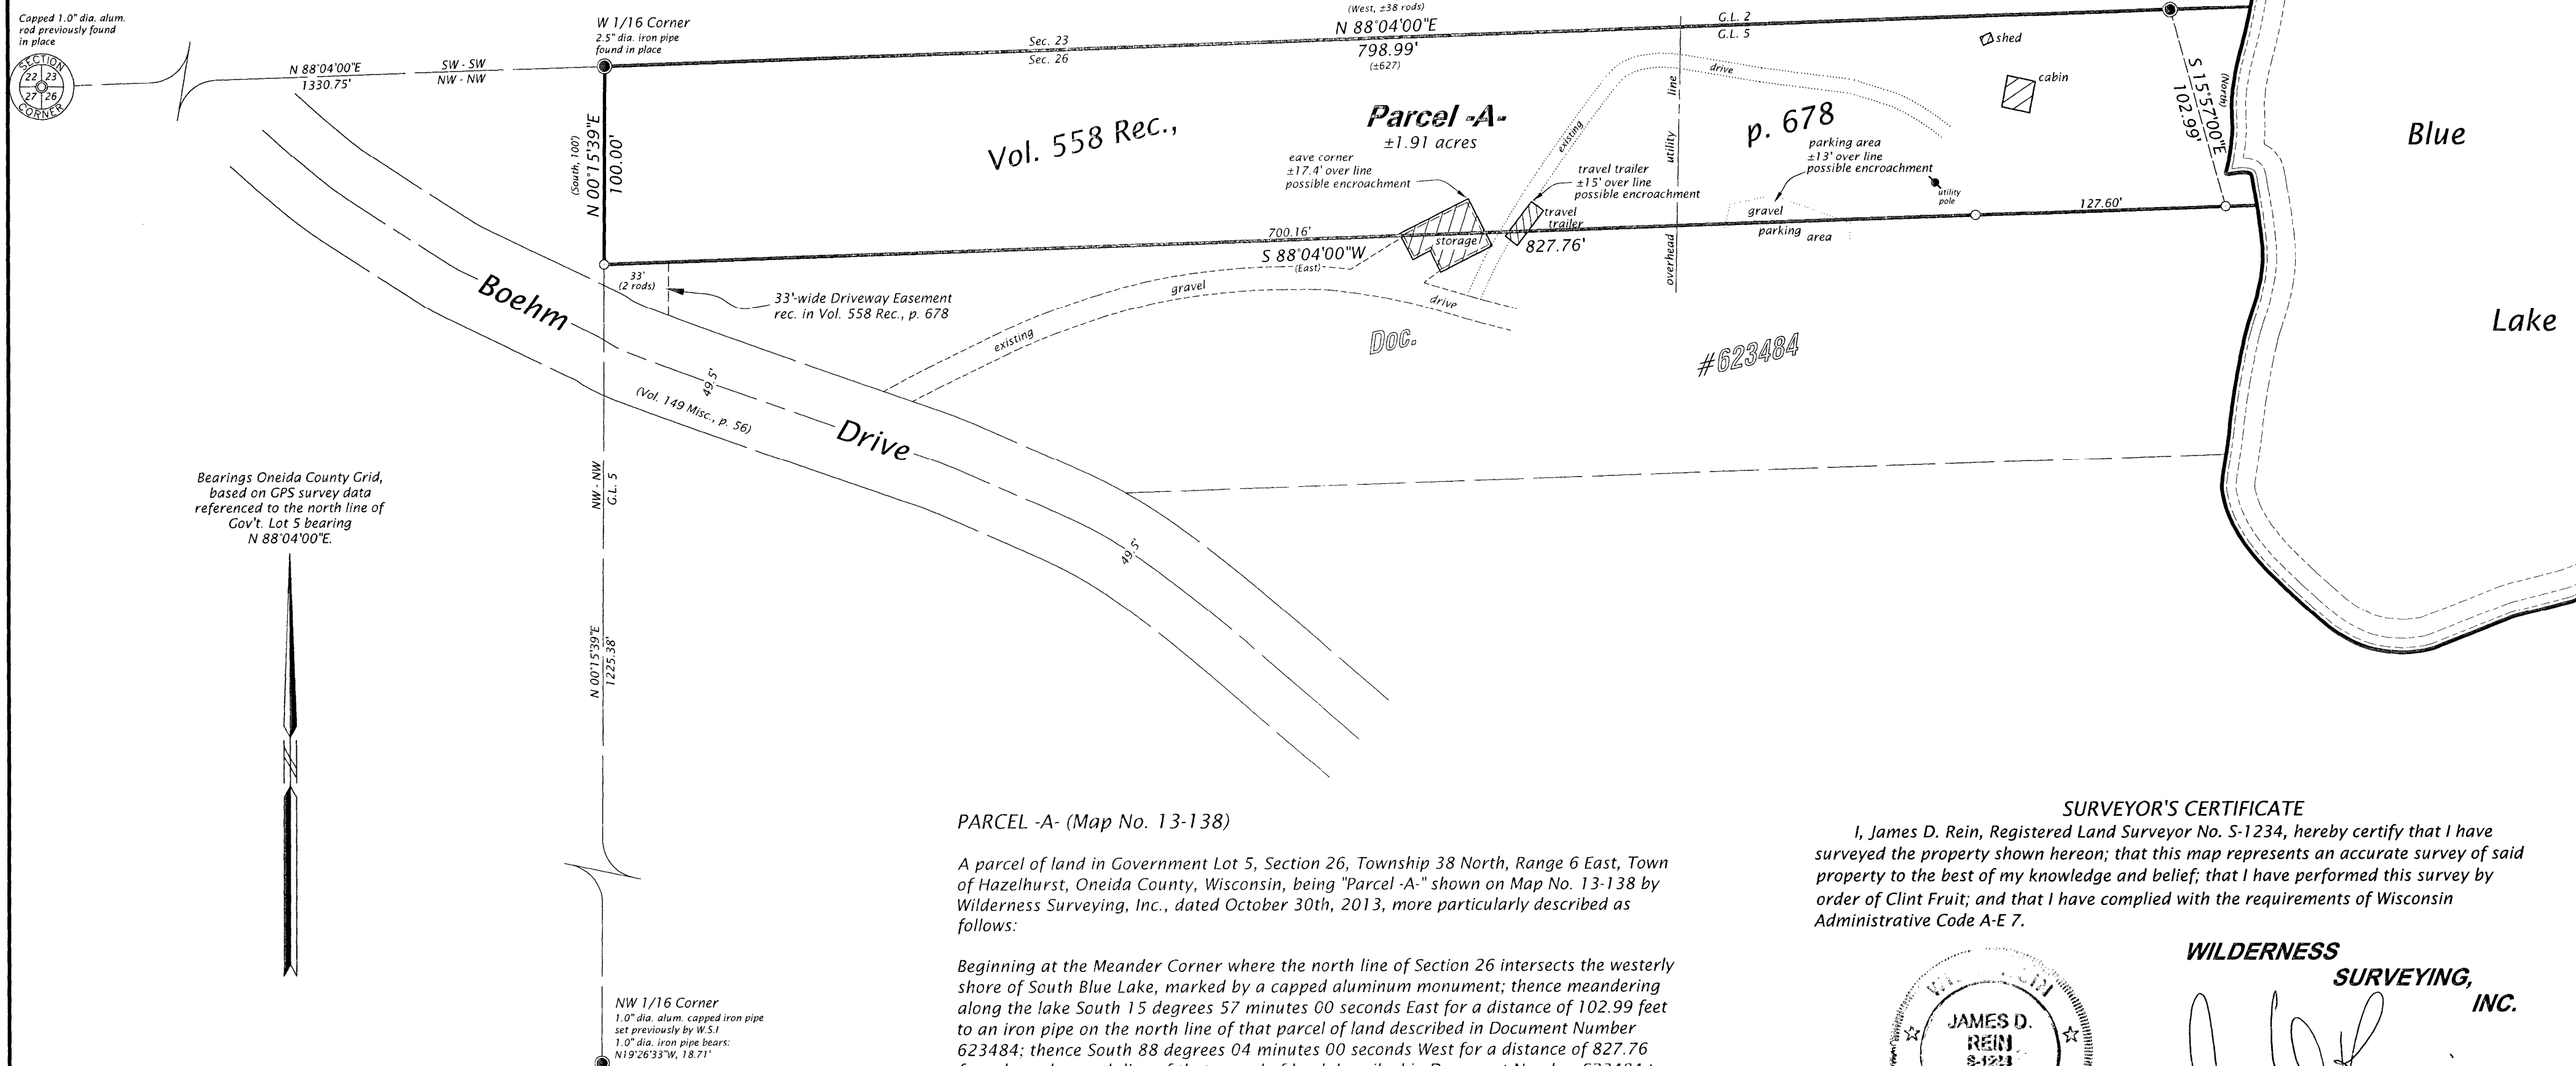 Capped 1.0" dia. alum.
rod previously found
in place
SECTION
22 23
27 26
CORNER
N 88°04'00"E
1330.75'
SW - SW
NW - NW
W 1/16 Corner
2.5" dia. iron pipe
found in place
Sec. 23
Sec. 26
(West, ±38 rods)
N 88°04'00"E
798.99'
(±627)
G.L. 2
G.L. 5
shed
cabin
S 15°57'00"E
(North)
102.99'
Blue
Lake
(South, 100')
N 00°15'39"E
100.00'
Vol. 558 Rec.,
Parcel -A-
±1.91 acres
p. 678
existing
drive
overhead utility line
eave corner
±17.4' over line
possible encroachment
travel trailer
±15' over line
possible encroachment
parking area
±13' over line
possible encroachment
utility
pole
travel
trailer
storage
gravel
parking
area
127.60'
700.16'
S 88°04'00"W
(East)
827.76'
33'
(2 rods)
33'-wide Driveway Easement
rec. in Vol. 558 Rec., p. 678
existing
gravel
drive
Doc.
#623484
Boehm
Drive
49.5'
(Vol. 149 Misc., p. 56)
49.5'
NW - NW
G.L. 5
N 00°15'39"E
1225.38'
Bearings Oneida County Grid,
based on GPS survey data
referenced to the north line of
Gov't. Lot 5 bearing
N 88°04'00"E.
N
NW 1/16 Corner
1.0" dia. alum. capped iron pipe
set previously by W.S.I
1.0" dia. iron pipe bears:
N19°26'33"W, 18.71'
PARCEL -A- (Map No. 13-138)
A parcel of land in Government Lot 5, Section 26, Township 38 North, Range 6 East, Town
of Hazelhurst, Oneida County, Wisconsin, being "Parcel -A-" shown on Map No. 13-138 by
Wilderness Surveying, Inc., dated October 30th, 2013, more particularly described as
follows:
Beginning at the Meander Corner where the north line of Section 26 intersects the westerly
shore of South Blue Lake, marked by a capped aluminum monument; thence meandering
along the lake South 15 degrees 57 minutes 00 seconds East for a distance of 102.99 feet
to an iron pipe on the north line of that parcel of land described in Document Number
623484; thence South 88 degrees 04 minutes 00 seconds West for a distance of 827.76
SURVEYOR'S CERTIFICATE
I, James D. Rein, Registered Land Surveyor No. S-1234, hereby certify that I have
surveyed the property shown hereon; that this map represents an accurate survey of said
property to the best of my knowledge and belief; that I have performed this survey by
order of Clint Fruit; and that I have complied with the requirements of Wisconsin
Administrative Code A-E 7.
WILDERNESS
SURVEYING,
INC.
JAMES D.
REIN
S-1234